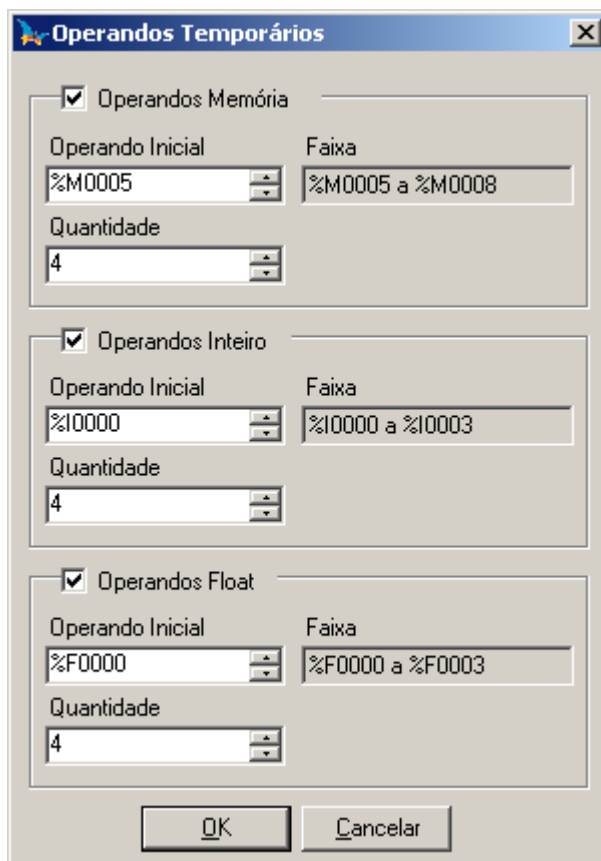 Operandos Temporários
Operandos Memória
Operando Inicial Faixa
%M0005 %M0005 a %M0008
Quantidade
4
Operandos Inteiro
Operando Inicial Faixa
%I0000 %I0000 a %I0003
Quantidade
4
Operandos Float
Operando Inicial Faixa
%F0000 %F0000 a %F0003
Quantidade
4
OK Cancelar